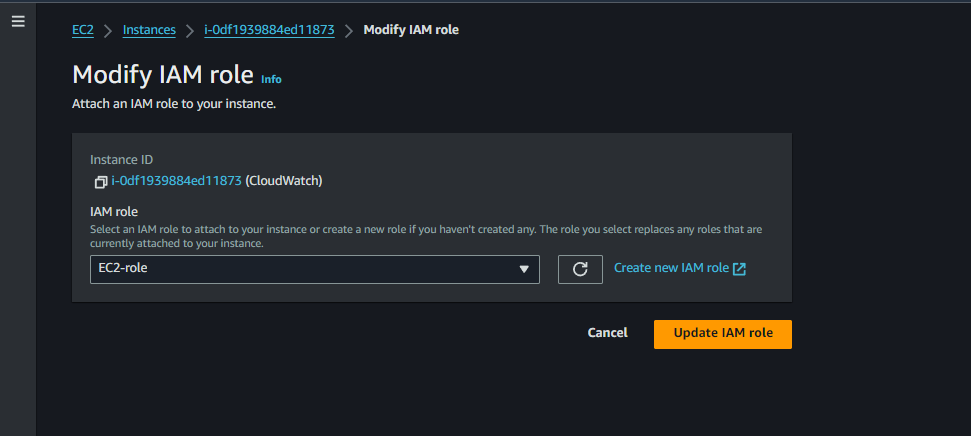 EC2 > Instances > i-0df1939884ed11873 > Modify IAM role
Modify IAM role Info
Attach an IAM role to your instance.
Instance ID
i-0df1939884ed11873 (CloudWatch)
IAM role
Select an IAM role to attach to your instance or create a new role if you haven't created any. The role you select replaces any roles that are
currently attached to your instance.
EC2-role
Create new IAM role
Cancel
Update IAM role